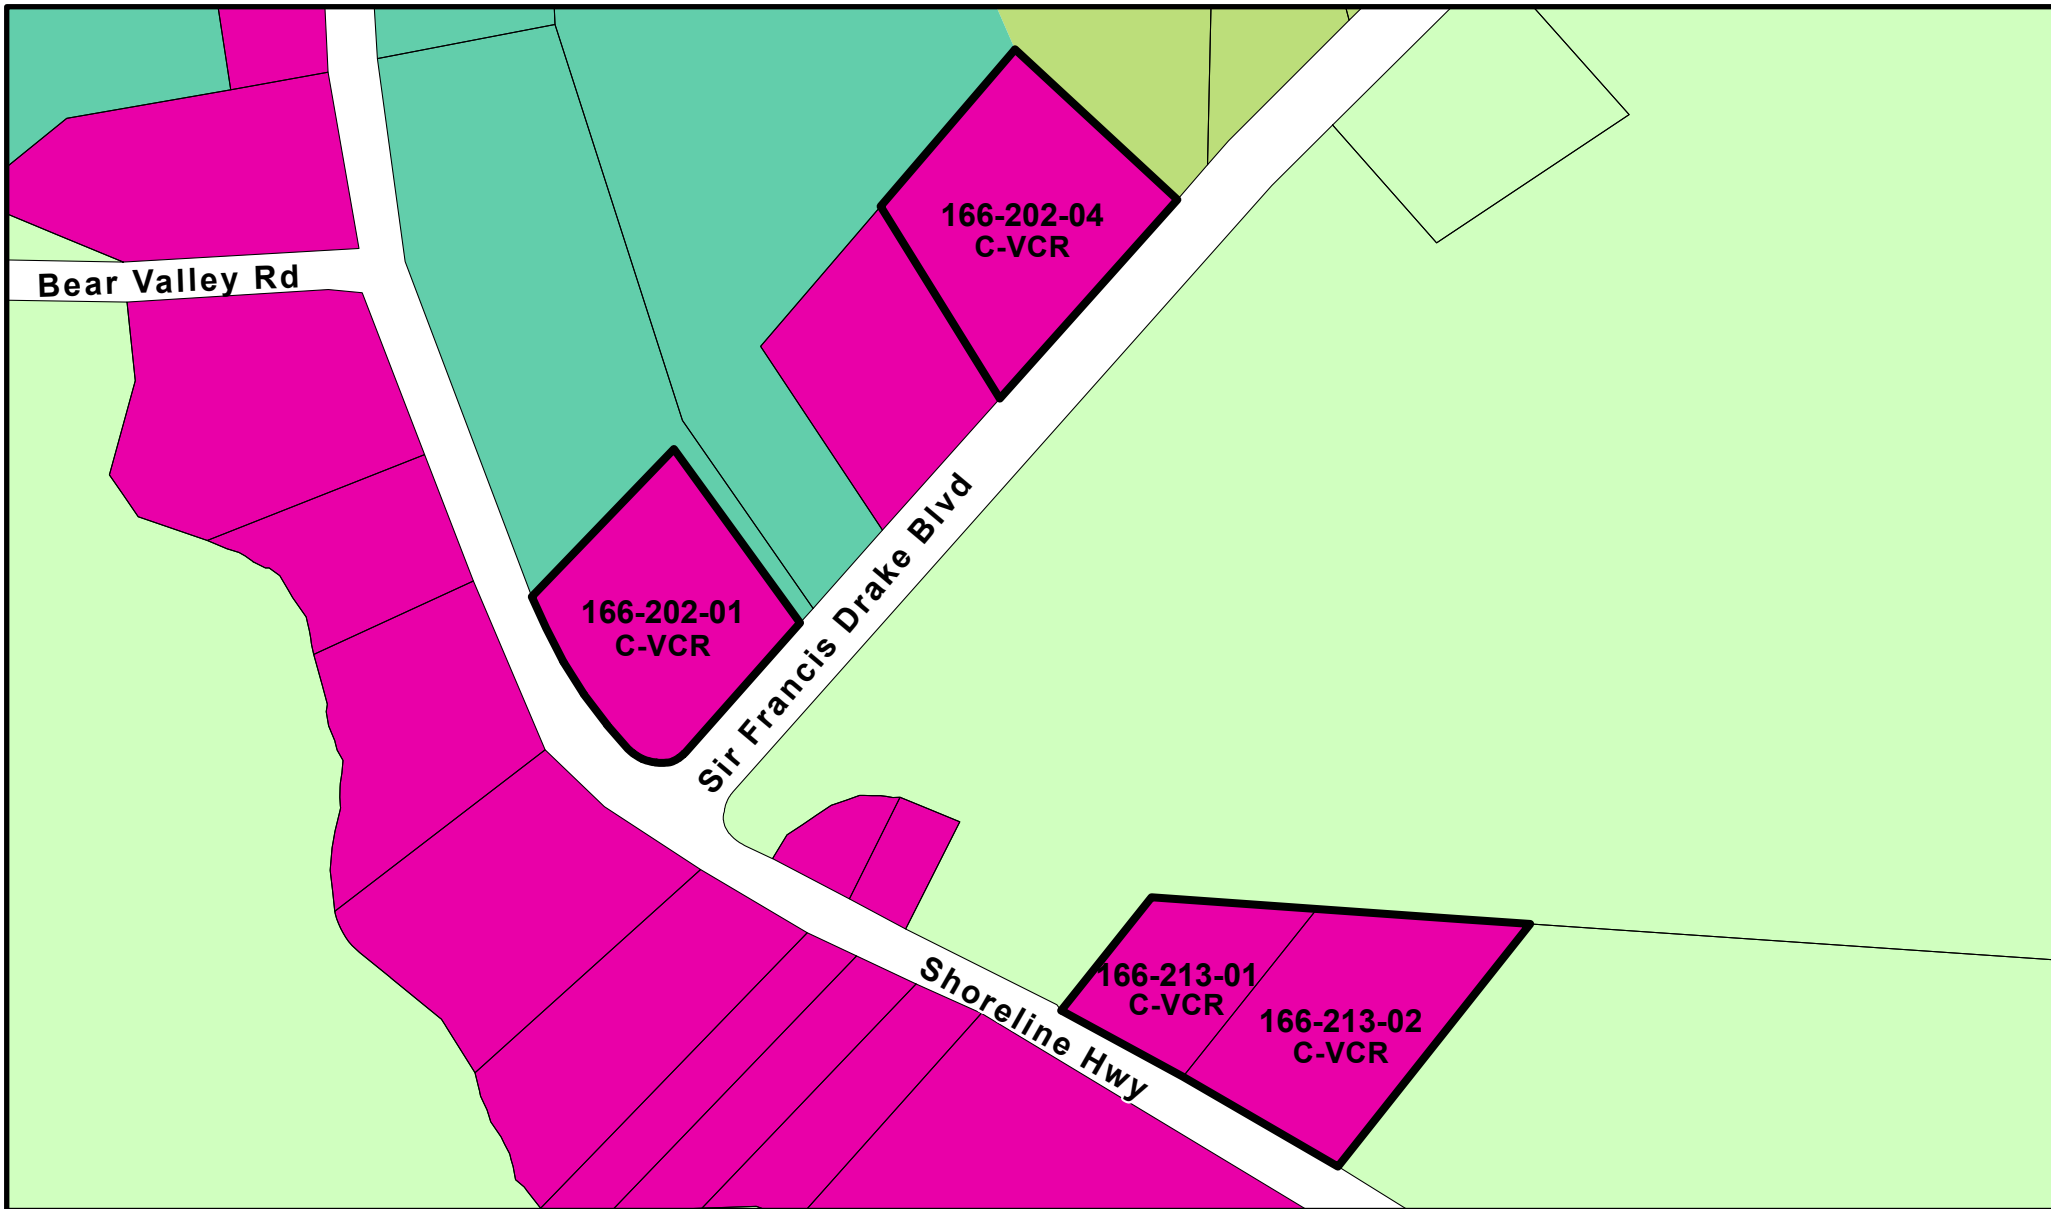 166-202-04
C-VCR
Bear Valley Rd
166-202-01
C-VCR
Sir Francis Drake Blvd
166-213-01
C-VCR
166-213-02
C-VCR
Shoreline Hwy